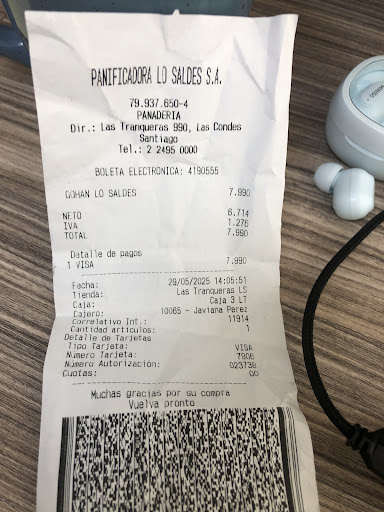 PANIFICADORA LO SALDES S.A.
79.937.650-4
PANADERIA
Dir.: Las Tranqueras 990, Las Condes
Santiago
Tel.: 2 2495 0000
BOLETA ELECTRONICA: 4190555
GOHAN LO SALDES 7.990
NETO 6.714
IVA 1.276
TOTAL 7.990
Detalle de pagos
1 VISA 7.990
Fecha: 29/05/2025 14:05:51
Tienda: Las Tranqueras LS
Caja: Caja 3 LT
Cajero: 10065 - Javiana Perez
Correlativo Int.: 11914
Cantidad artículos: 1
Detalle de Tarjetas
Tipo Tarjeta: VISA
Número Tarjeta: 7906
Número Autorización: 023739
Cuotas: 00
Muchas gracias por su compra
Vuelva pronto